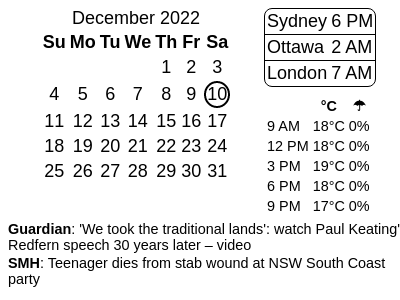 December 2022
Su Mo Tu We Th Fr Sa
1 2 3
4 5 6 7 8 9 10
11 12 13 14 15 16 17
18 19 20 21 22 23 24
25 26 27 28 29 30 31
Sydney 6 PM
Ottawa 2 AM
London 7 AM
°C ☂
9 AM 18°C 0%
12 PM 18°C 0%
3 PM 19°C 0%
6 PM 18°C 0%
9 PM 17°C 0%
Guardian: 'We took the traditional lands': watch Paul Keating'
Redfern speech 30 years later – video
SMH: Teenager dies from stab wound at NSW South Coast
party